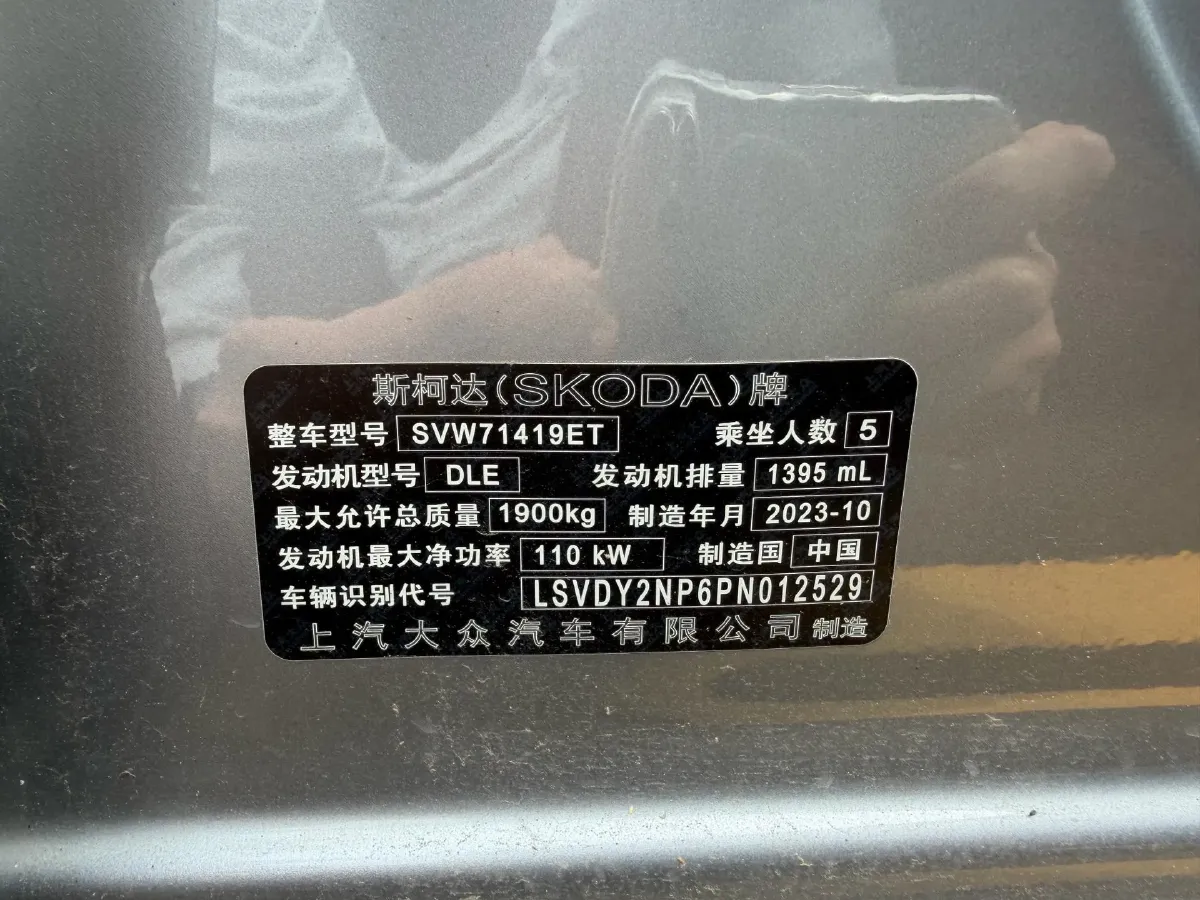 斯柯达(SKODA)牌
整车型号 SVW71419ET 乘坐人数 5
发动机型号 DLE 发动机排量 1395 mL
最大允许总质量 1900kg 制造年月 2023-10
发动机最大净功率 110 kW 制造国 中国
车辆识别代号 LSVDY2NP6PN012529
上汽大众汽车有限公司 制造